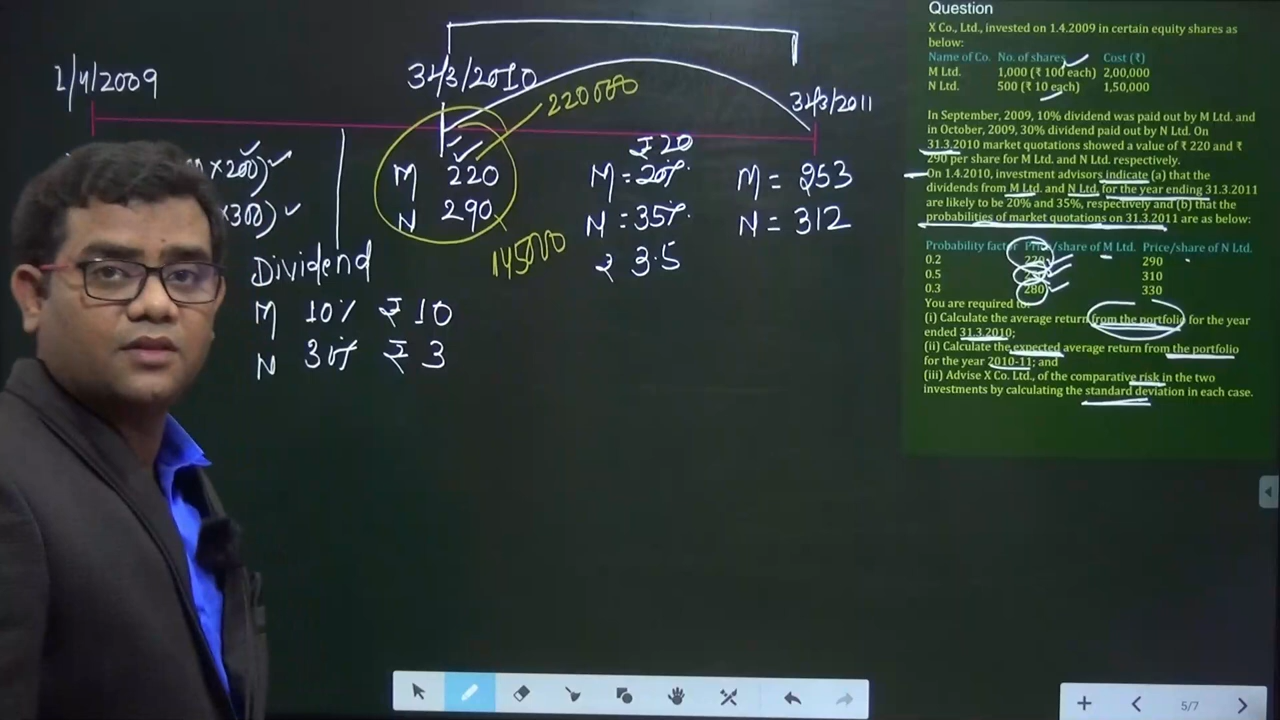 Question
X Co., Ltd., invested on 1.4.2009 in certain equity shares as
below:
Name of Co. No. of shares Cost (₹)
M Ltd. 1,000 (₹ 100 each) 2,00,000
N Ltd. 500 (₹ 10 each) 1,50,000
In September, 2009, 10% dividend was paid out by M Ltd. and
in October, 2009, 30% dividend paid out by N Ltd. On
31.3.2010 market quotations showed a value of ₹ 220 and ₹
290 per share for M Ltd. and N Ltd. respectively.
On 1.4.2010, investment advisors indicate (a) that the
dividends from M Ltd. and N Ltd. for the year ending 31.3.2011
are likely to be 20% and 35%, respectively and (b) that the
probabilities of market quotations on 31.3.2011 are as below:
Probability factor Price/share of M Ltd. Price/share of N Ltd.
0.2 220 290
0.5 310
0.3 280 330
You are required to:
(i) Calculate the average return from the portfolio for the year
ended 31.3.2010;
(ii) Calculate the expected average return from the portfolio
for the year 2010-11; and
(iii) Advise X Co. Ltd., of the comparative risk in the two
investments by calculating the standard deviation in each case.
1/4/2009
31/3/2010
31/3/2011
220000
×200)
×300)
M 220
N 290
145000
₹ 20
M = 20%
N = 35%
₹ 3.5
M = 253
N = 312
Dividend
M 10% ₹ 10
N 30% ₹ 3
5/7